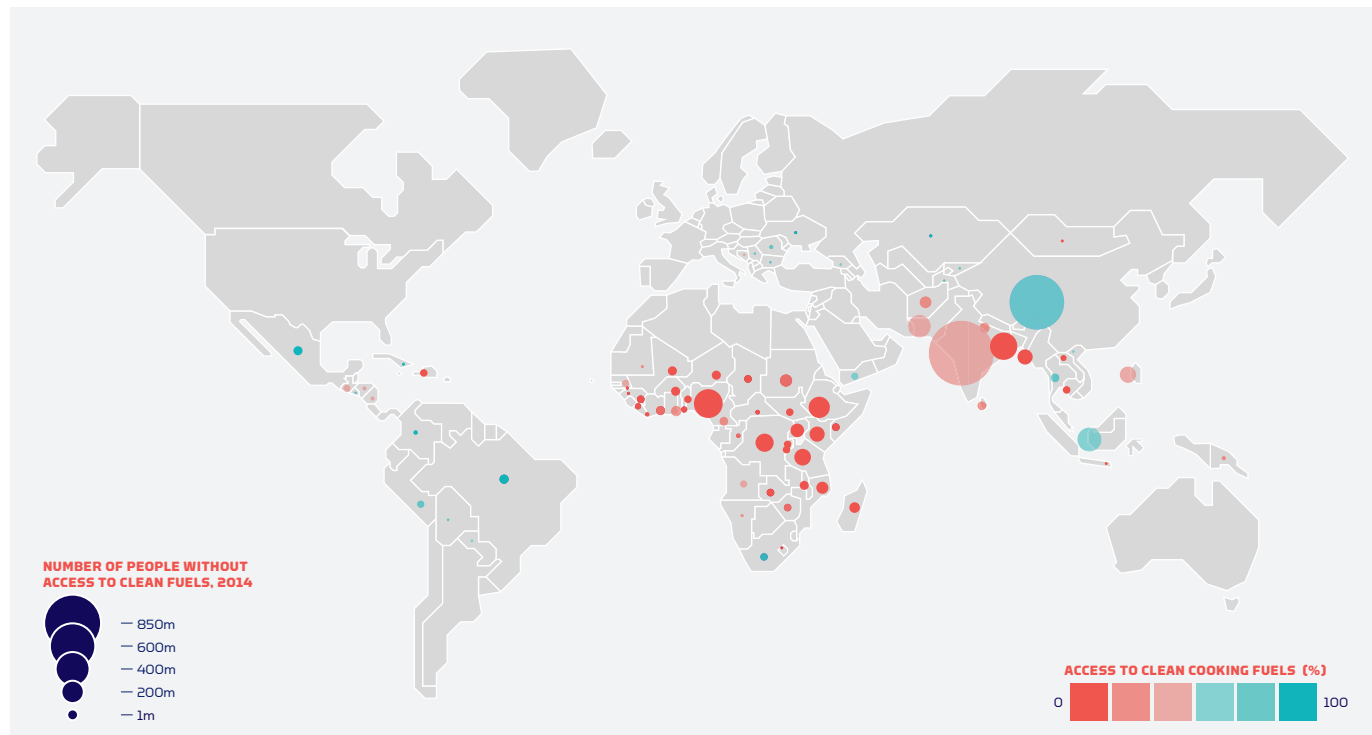 NUMBER OF PEOPLE WITHOUT
ACCESS TO CLEAN FUELS, 2014
850m
600m
400m
200m
1m
ACCESS TO CLEAN COOKING FUELS (%)
0
100